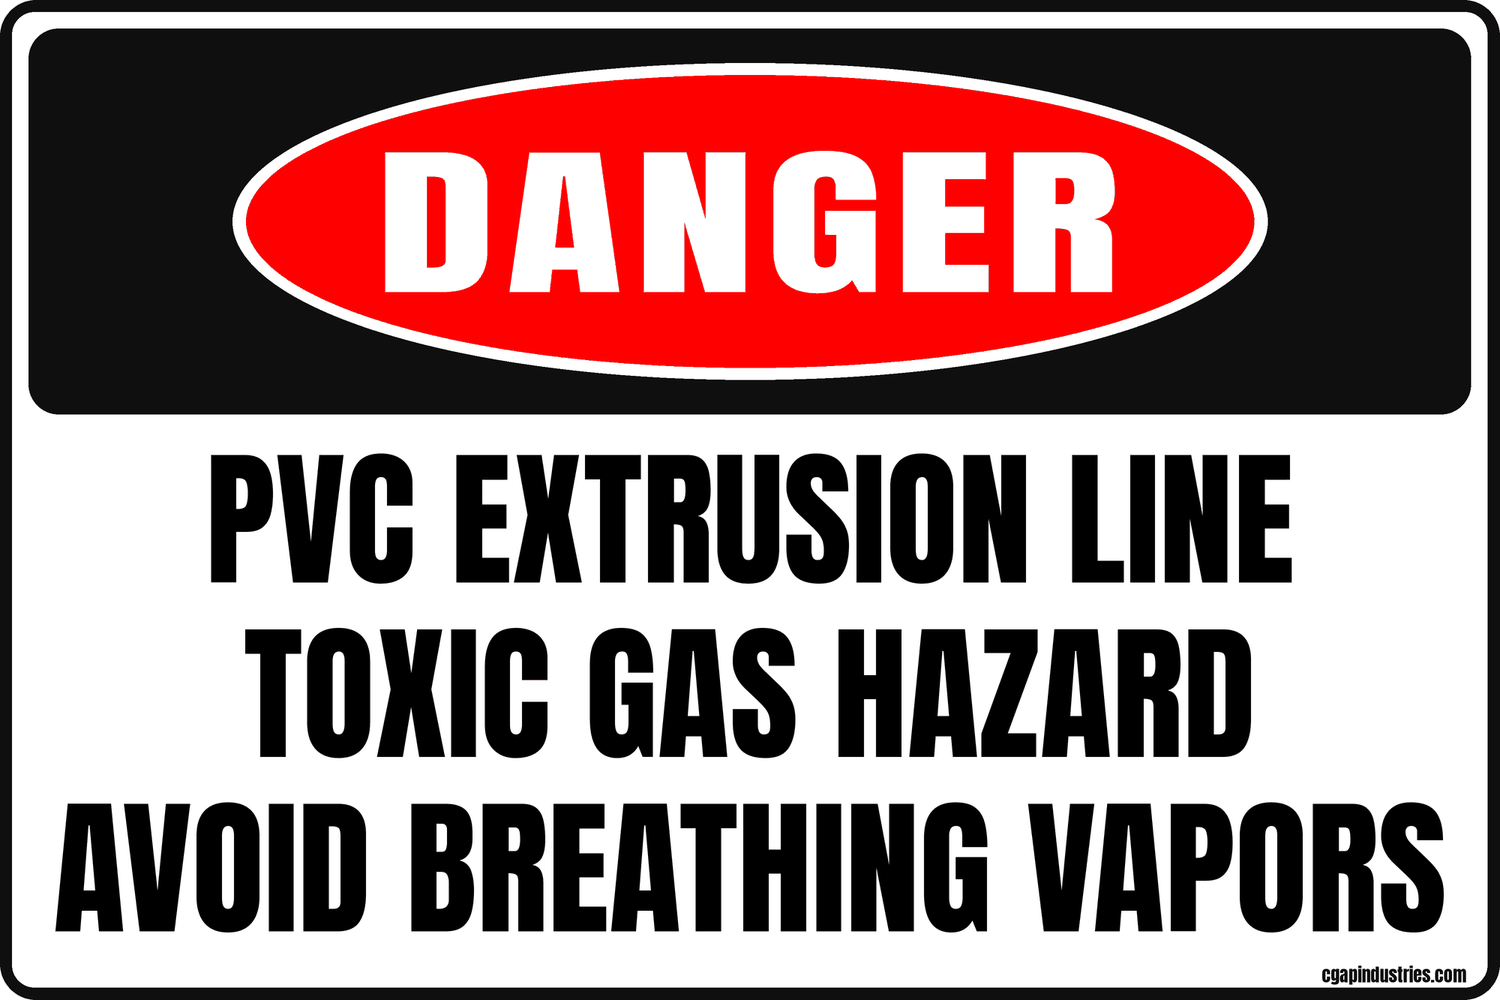 DANGER
PVC EXTRUSION LINE
TOXIC GAS HAZARD
AVOID BREATHING VAPORS
cgapindustries.com